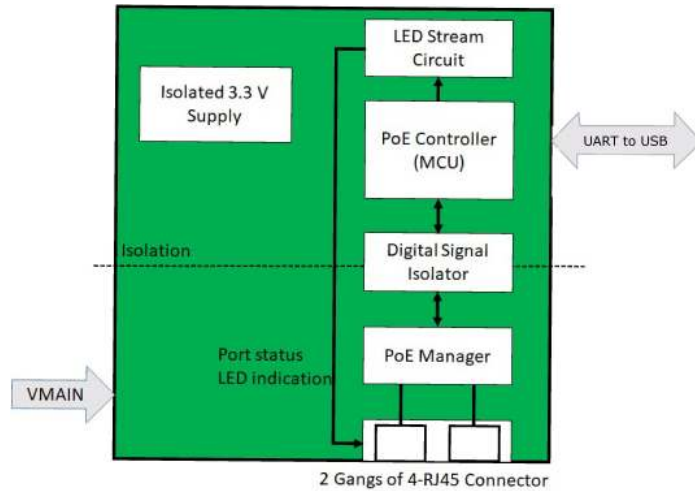 LED Stream
Circuit
Isolated 3.3 V
Supply
PoE Controller
(MCU)
UART to USB
Isolation
Digital Signal
Isolator
Port status
LED indication
PoE Manager
VMAIN
2 Gangs of 4-RJ45 Connector